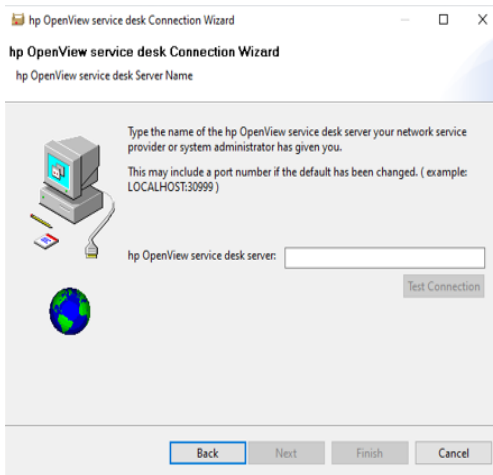 hp OpenView service desk Connection Wizard
hp OpenView service desk Connection Wizard
hp OpenView service desk Server Name
Type the name of the hp OpenView service desk server your network service
provider or system administrator has given you.
This may include a port number if the default has been changed. ( example:
LOCALHOST:30999 )
hp OpenView service desk server:
Test Connection
Back Next Finish Cancel